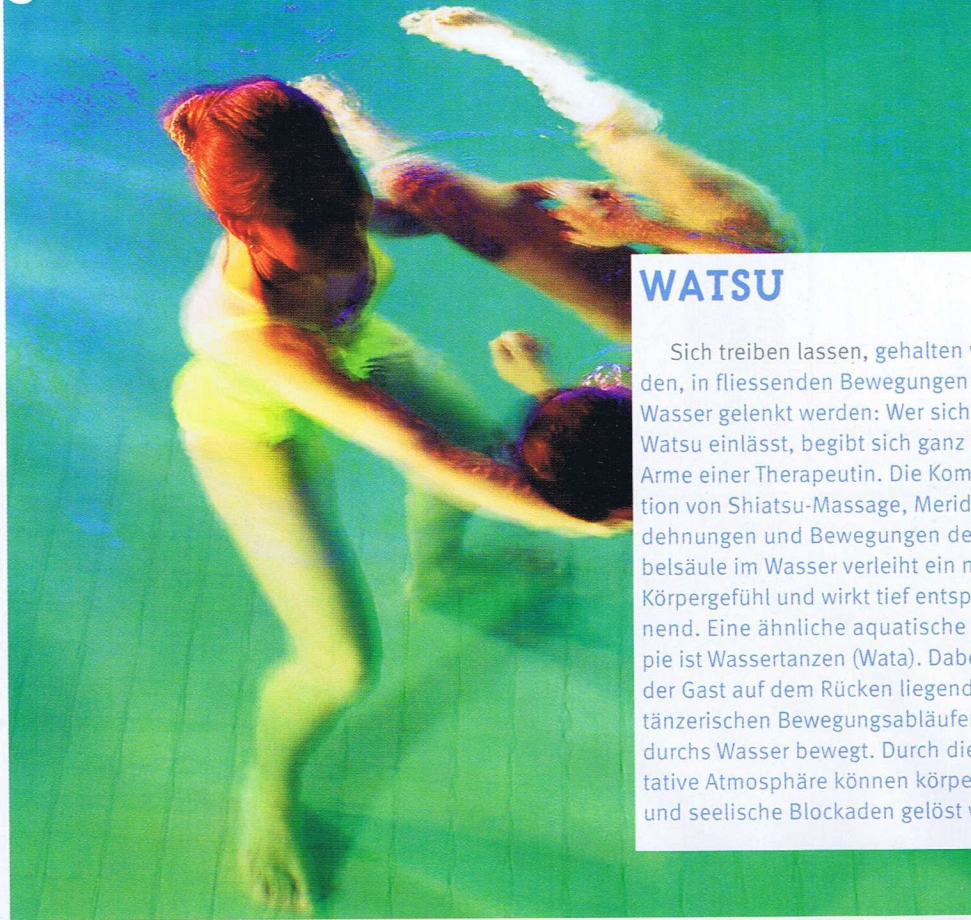 WATSU
Sich treiben lassen, gehalten
den, in fliessenden Bewegungen
Wasser gelenkt werden: Wer sich
Watsu einlässt, begibt sich ganz
Arme einer Therapeutin. Die Kom
tion von Shiatsu-Massage, Merid
dehnungen und Bewegungen de
belsäule im Wasser verleiht ein n
Körpergefühl und wirkt tief entsp
nend. Eine ähnliche aquatische
pie ist Wassertanzen (Wata). Dabe
der Gast auf dem Rücken liegend
tänzerischen Bewegungsabläufe
durchs Wasser bewegt. Durch die
tative Atmosphäre können körpe
und seelische Blockaden gelöst